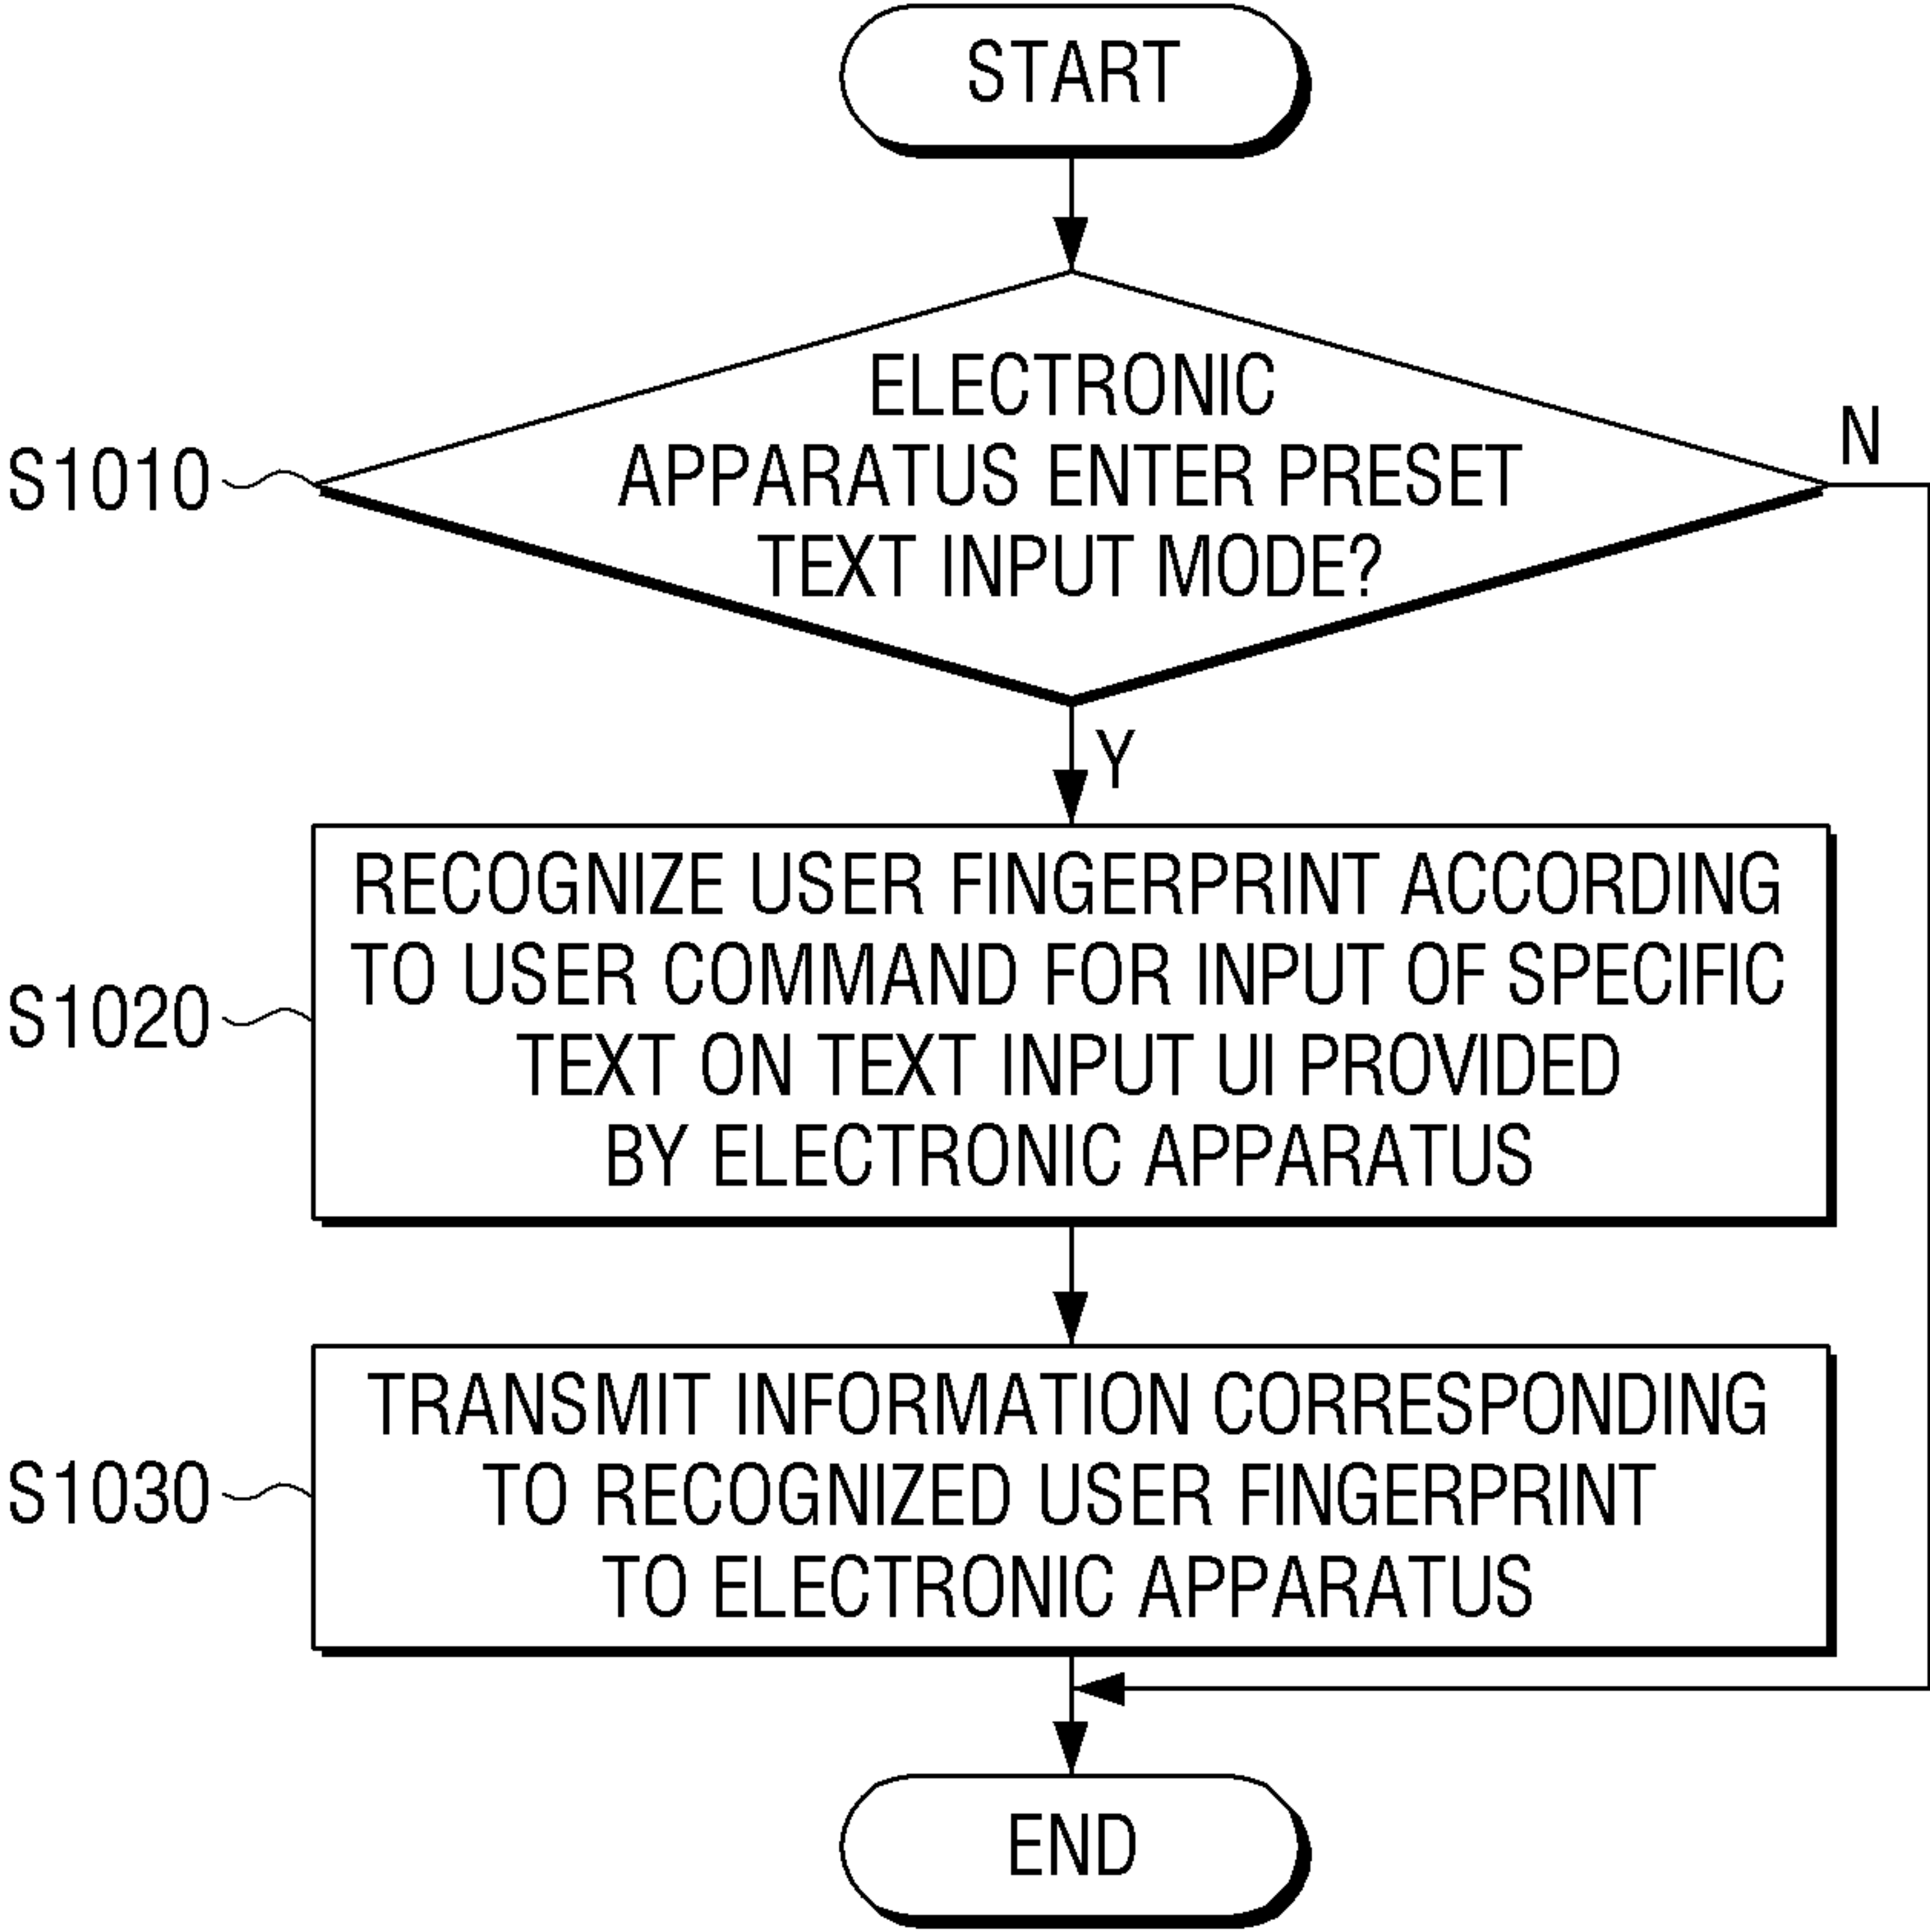 START
ELECTRONIC
APPARATUS ENTER PRESET
TEXT INPUT MODE?
S1010
N
Y
RECOGNIZE USER FINGERPRINT ACCORDING
TO USER COMMAND FOR INPUT OF SPECIFIC
TEXT ON TEXT INPUT UI PROVIDED
BY ELECTRONIC APPARATUS
S1020
TRANSMIT INFORMATION CORRESPONDING
TO RECOGNIZED USER FINGERPRINT
TO ELECTRONIC APPARATUS
S1030
END